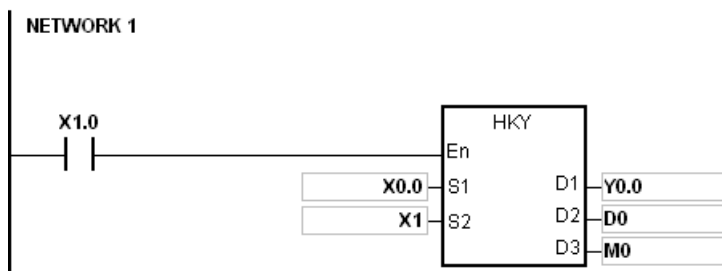 NETWORK 1
X1.0
HKY
En
X0.0 S1 D1 Y0.0
X1 S2 D2 D0
D3 M0